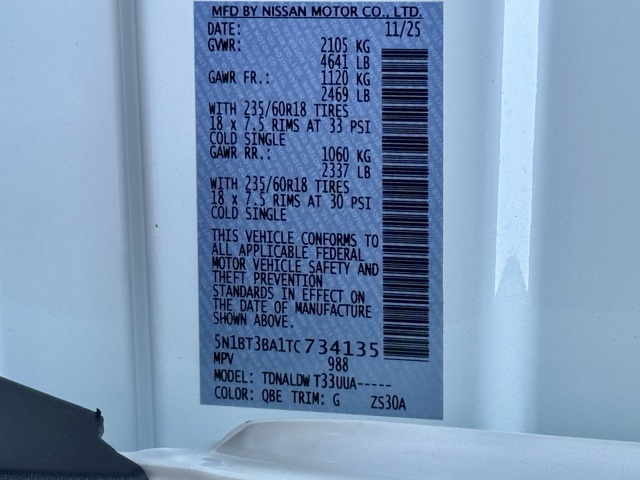 MFD BY NISSAN MOTOR CO., LTD.
DATE: 11/25
GVWR: 2105 KG
4641 LB
GAWR FR.: 1120 KG
2469 LB
WITH 235/60R18 TIRES
18 x 7.5 RIMS AT 33 PSI
COLD SINGLE
GAWR RR.: 1060 KG
2337 LB
WITH 235/60R18 TIRES
18 x 7.5 RIMS AT 30 PSI
COLD SINGLE
THIS VEHICLE CONFORMS TO
ALL APPLICABLE FEDERAL
MOTOR VEHICLE SAFETY AND
THEFT PREVENTION
STANDARDS IN EFFECT ON
THE DATE OF MANUFACTURE
SHOWN ABOVE.
5N1BT3BA1TC734135
MPV 988
MODEL: TDNALDW T33UUA-----
COLOR: QBE TRIM: G ZS30A